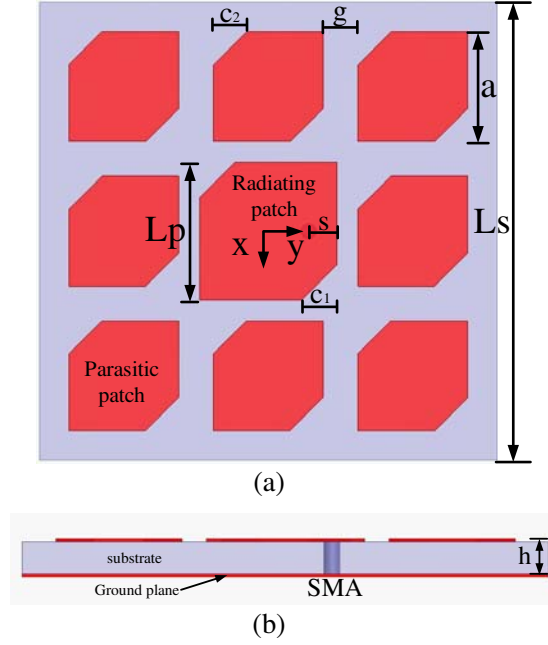 c₂
g
a
Radiating
patch
Lp
s
Ls
x
y
c₁
Parasitic
patch
(a)
substrate
h
Ground plane
SMA
(b)